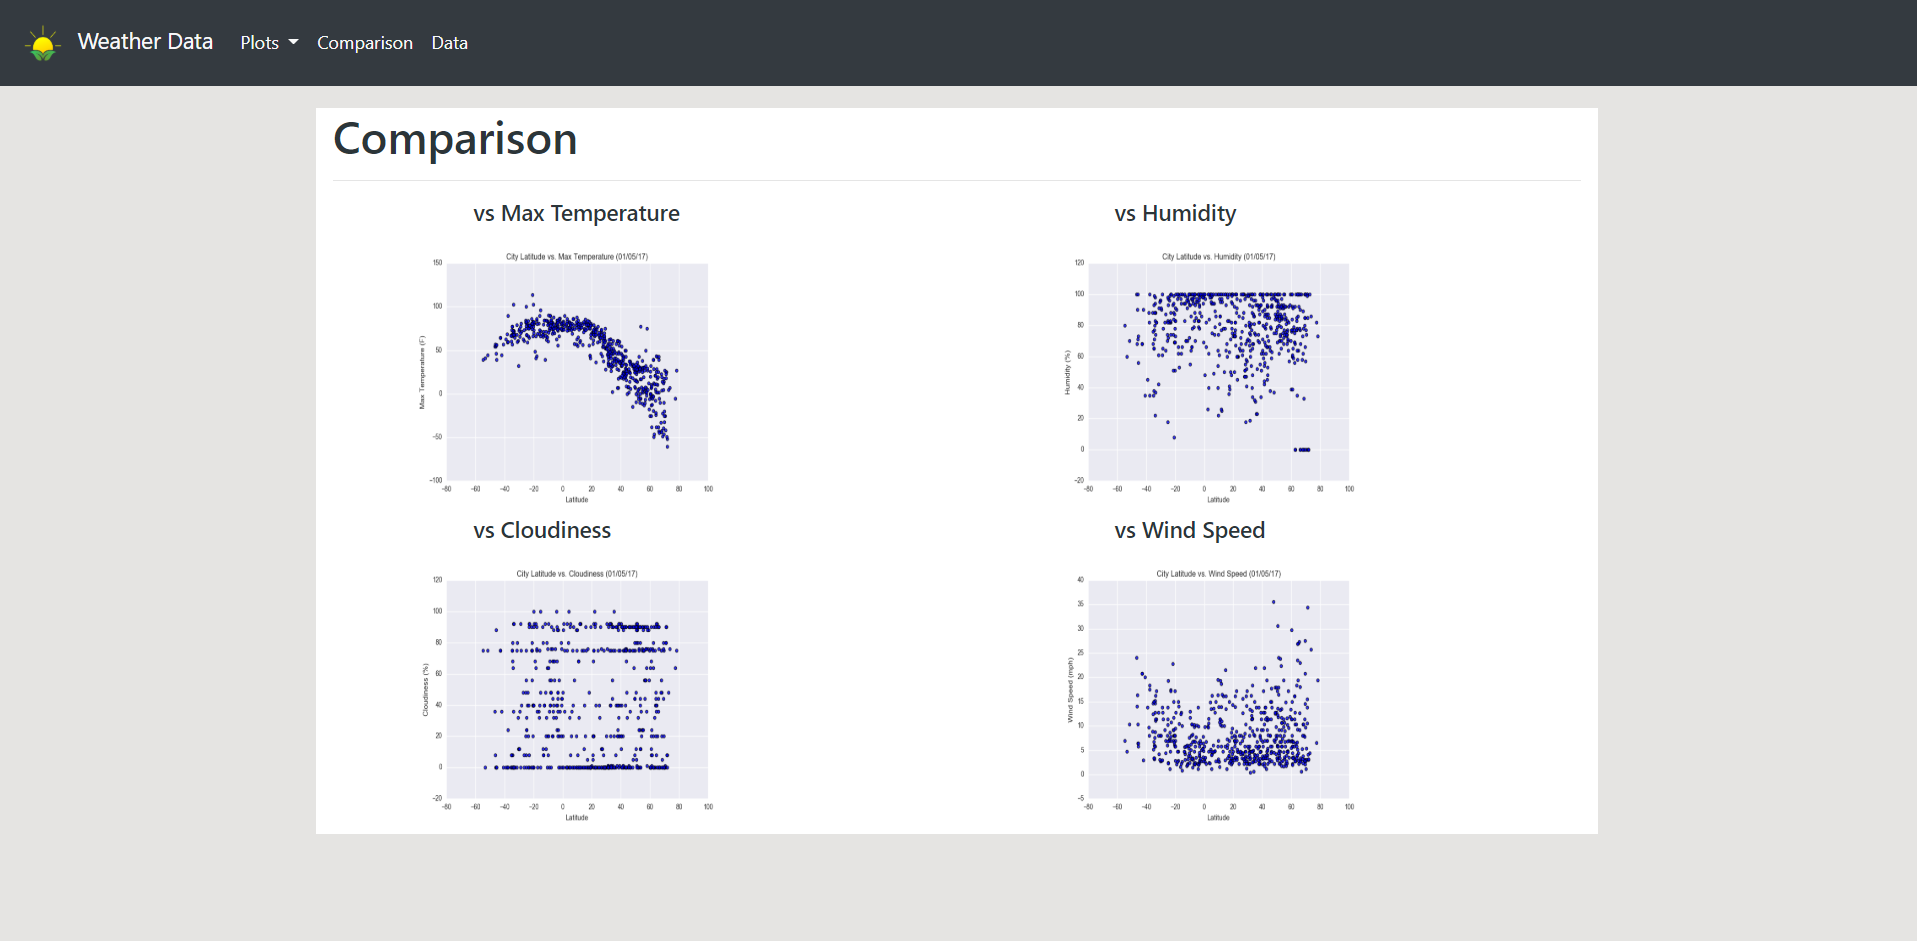 Weather Data Plots Comparison Data
Comparison
vs Max Temperature
City Latitude vs. Max Temperature (01/05/17)
150
100
50
0
−50
−100
Max Temperature (F)
−80 −60 −40 −20 0 20 40 60 80 100
Latitude
vs Humidity
City Latitude vs. Humidity (01/05/17)
120
100
80
60
40
20
0
−20
Humidity (%)
−80 −60 −40 −20 0 20 40 60 80 100
Latitude
vs Cloudiness
City Latitude vs. Cloudiness (01/05/17)
120
100
80
60
40
20
0
−20
Cloudiness (%)
−80 −60 −40 −20 0 20 40 60 80 100
Latitude
vs Wind Speed
City Latitude vs. Wind Speed (01/05/17)
40
35
30
25
20
15
10
5
0
−5
Wind Speed (mph)
−80 −60 −40 −20 0 20 40 60 80 100
Latitude